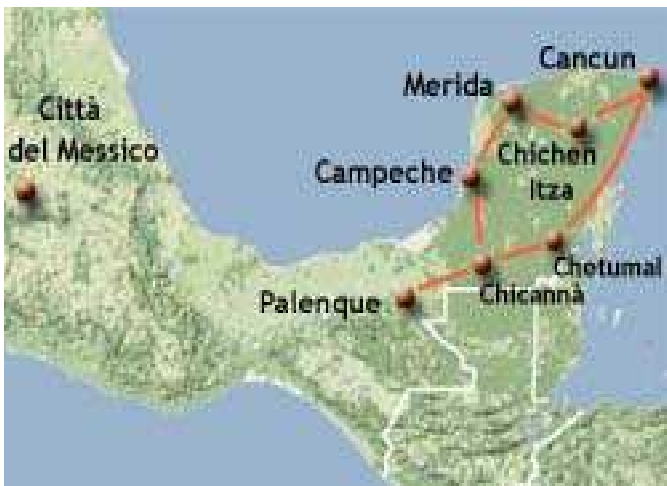 Cancun
Merida
Città
del Messico
Chichen
Itza
Campeche
Chetumal
Chicannà
Palenque